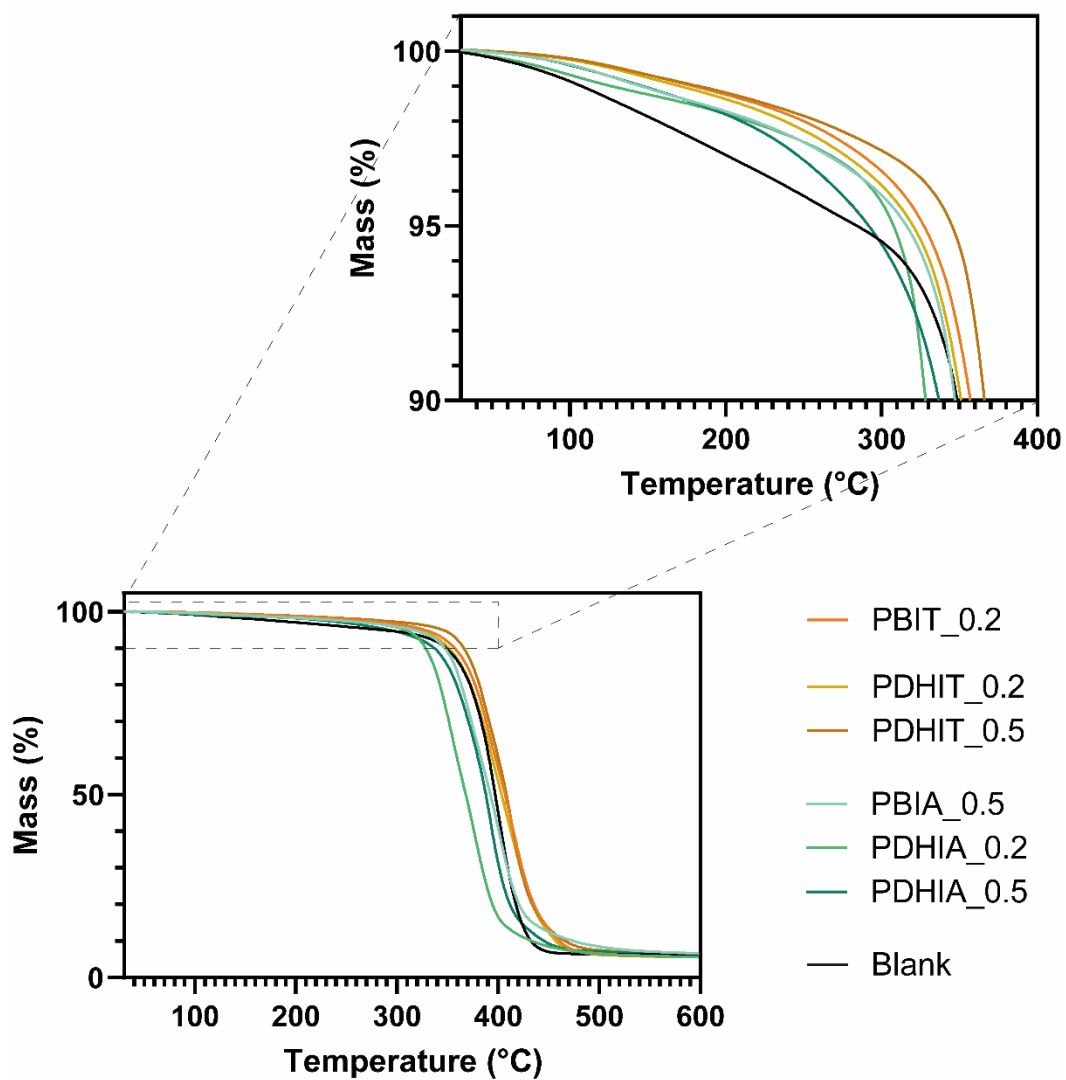 100
95
90
Mass (%)
100
200
300
400
Temperature (°C)
100
50
0
Mass (%)
100
200
300
400
500
600
Temperature (°C)
PBIT_0.2
PDHIT_0.2
PDHIT_0.5
PBIA_0.5
PDHIA_0.2
PDHIA_0.5
Blank